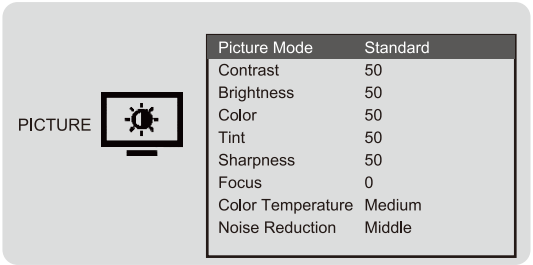 PICTURE
Picture Mode Standard
Contrast 50
Brightness 50
Color 50
Tint 50
Sharpness 50
Focus 0
Color Temperature Medium
Noise Reduction Middle